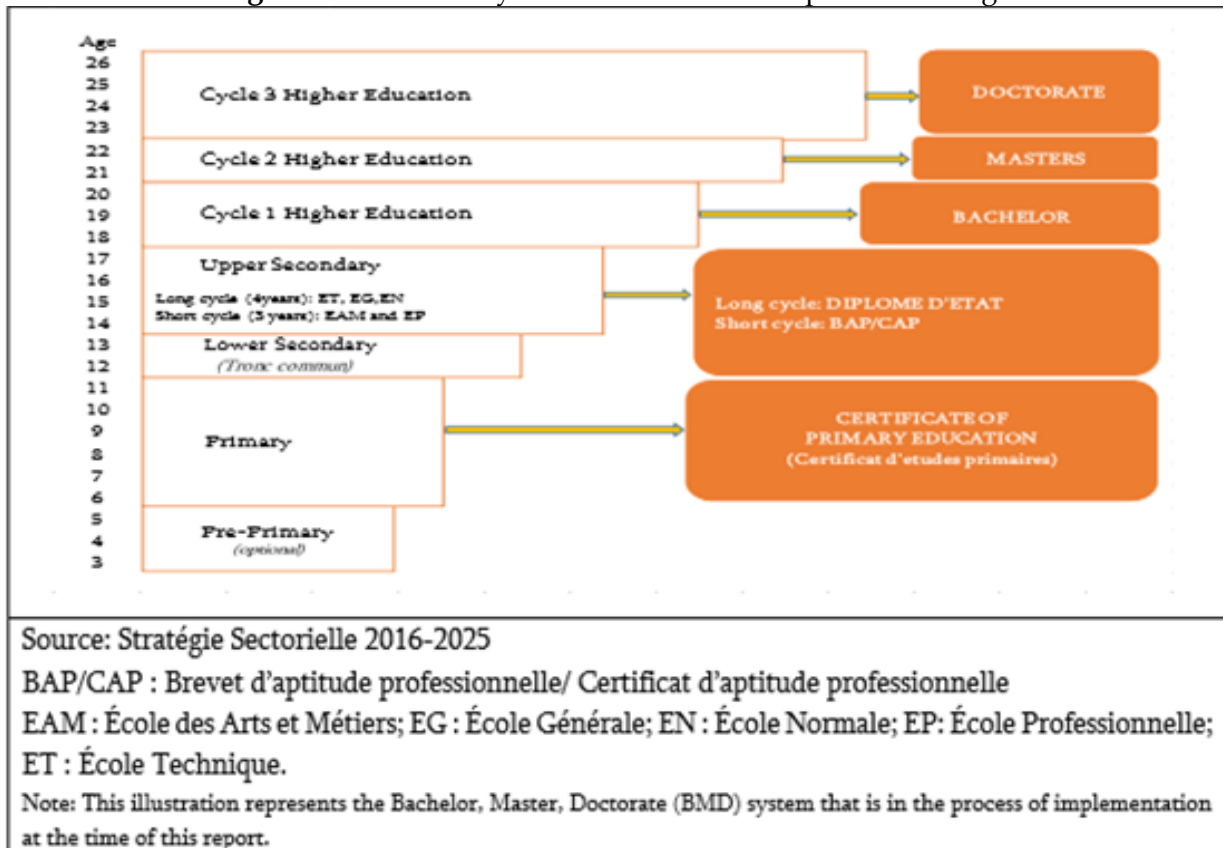 Age
26
25
24
23
22
21
20
19
18
17
16
15
14
13
12
11
10
9
8
7
6
5
4
3
Cycle 3 Higher Education
DOCTORATE
Cycle 2 Higher Education
MASTERS
Cycle 1 Higher Education
BACHELOR
Upper Secondary
Long cycle (4years): ET, EG,EN
Short cycle (3 years): EAM and EP
Long cycle: DIPLOME D'ETAT
Short cycle: BAP/CAP
Lower Secondary
(Tronc commun)
Primary
CERTIFICATE OF
PRIMARY EDUCATION
(Certificat d'etudes primaires)
Pre-Primary
(optional)
Source: Stratégie Sectorielle 2016-2025
BAP/CAP : Brevet d'aptitude professionnelle/ Certificat d'aptitude professionnelle
EAM : École des Arts et Métiers; EG : École Générale; EN : École Normale; EP: École Professionnelle;
ET : École Technique.
Note: This illustration represents the Bachelor, Master, Doctorate (BMD) system that is in the process of implementation
at the time of this report.